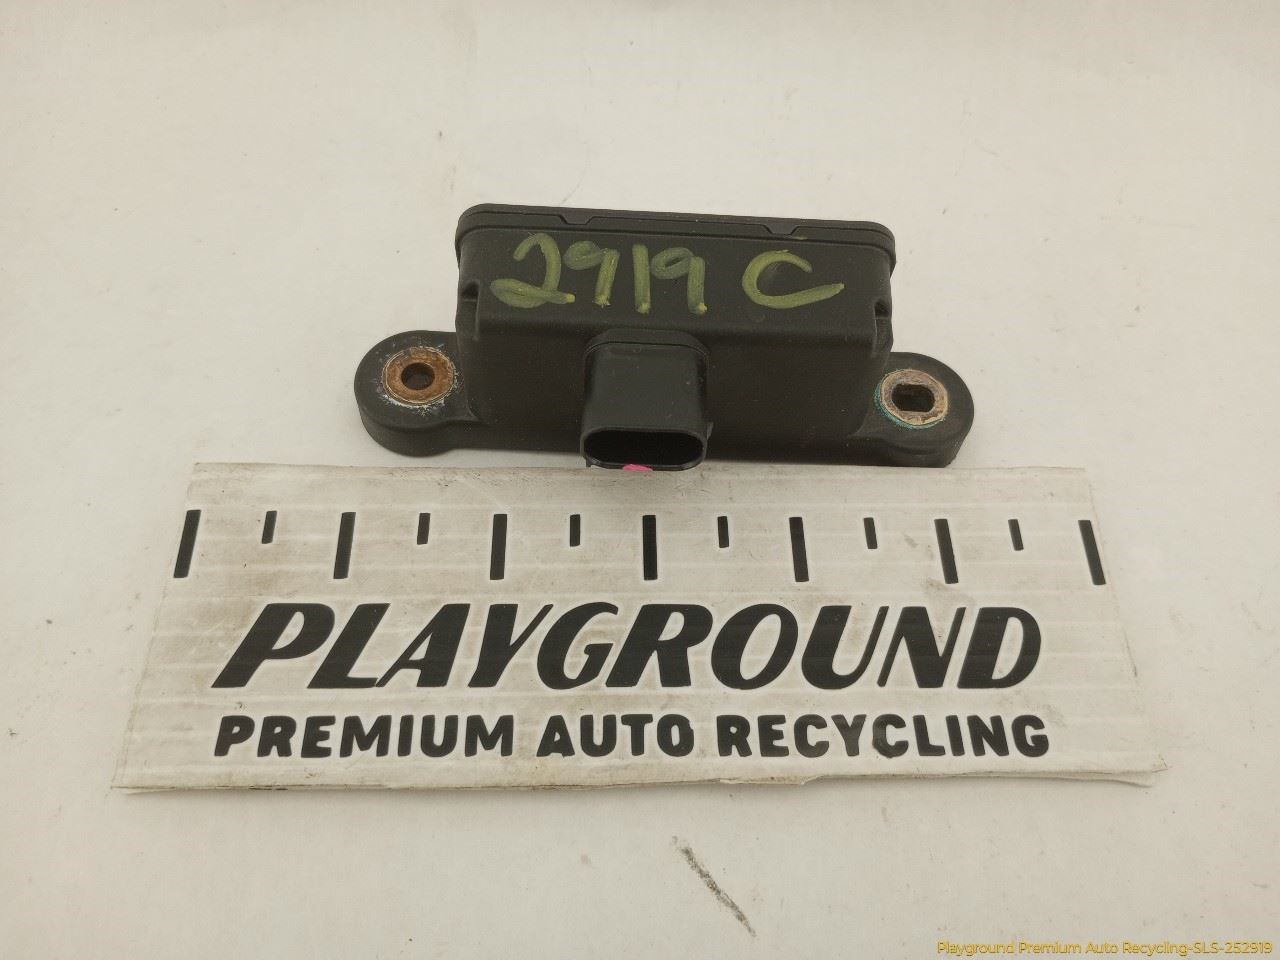 2919 C
PLAYGROUND
PREMIUM AUTO RECYCLING
Playground Premium Auto Recycling-SLS-252919